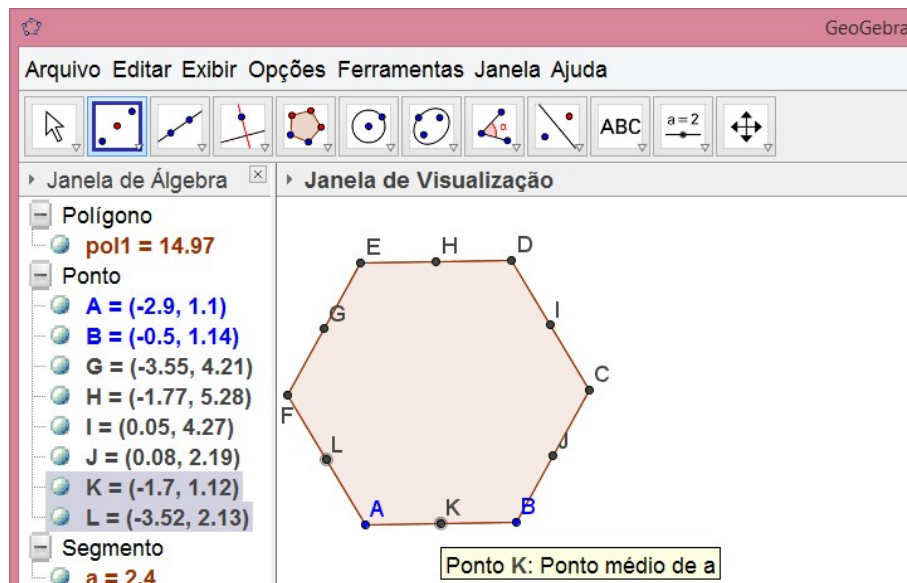 GeoGebra
Arquivo Editar Exibir Opções Ferramentas Janela Ajuda
ABC
a = 2
α
Janela de Álgebra
Janela de Visualização
Polígono
pol1 = 14.97
Ponto
A = (-2.9, 1.1)
B = (-0.5, 1.14)
G = (-3.55, 4.21)
H = (-1.77, 5.28)
I = (0.05, 4.27)
J = (0.08, 2.19)
K = (-1.7, 1.12)
L = (-3.52, 2.13)
Segmento
a = 2.4
E H D
G I
F C
L J
A K B
Ponto K: Ponto médio de a